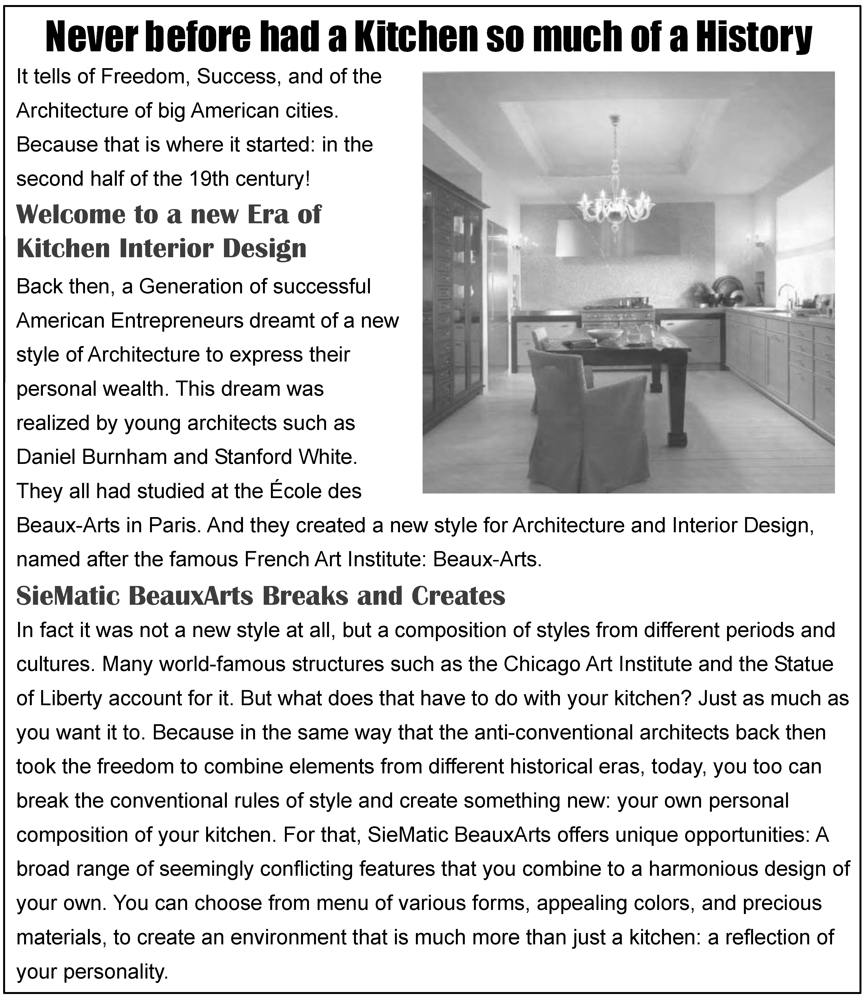 Never before had a Kitchen so much of a History
It tells of Freedom, Success, and of the
Architecture of big American cities.
Because that is where it started: in the
second half of the 19th century!
Welcome to a new Era of
Kitchen Interior Design
Back then, a Generation of successful
American Entrepreneurs dreamt of a new
style of Architecture to express their
personal wealth. This dream was
realized by young architects such as
Daniel Burnham and Stanford White.
They all had studied at the École des
Beaux-Arts in Paris. And they created a new style for Architecture and Interior Design,
named after the famous French Art Institute: Beaux-Arts.
SieMatic BeauxArts Breaks and Creates
In fact it was not a new style at all, but a composition of styles from different periods and
cultures. Many world-famous structures such as the Chicago Art Institute and the Statue
of Liberty account for it. But what does that have to do with your kitchen? Just as much as
you want it to. Because in the same way that the anti-conventional architects back then
took the freedom to combine elements from different historical eras, today, you too can
break the conventional rules of style and create something new: your own personal
composition of your kitchen. For that, SieMatic BeauxArts offers unique opportunities: A
broad range of seemingly conflicting features that you combine to a harmonious design of
your own. You can choose from menu of various forms, appealing colors, and precious
materials, to create an environment that is much more than just a kitchen: a reflection of
your personality.